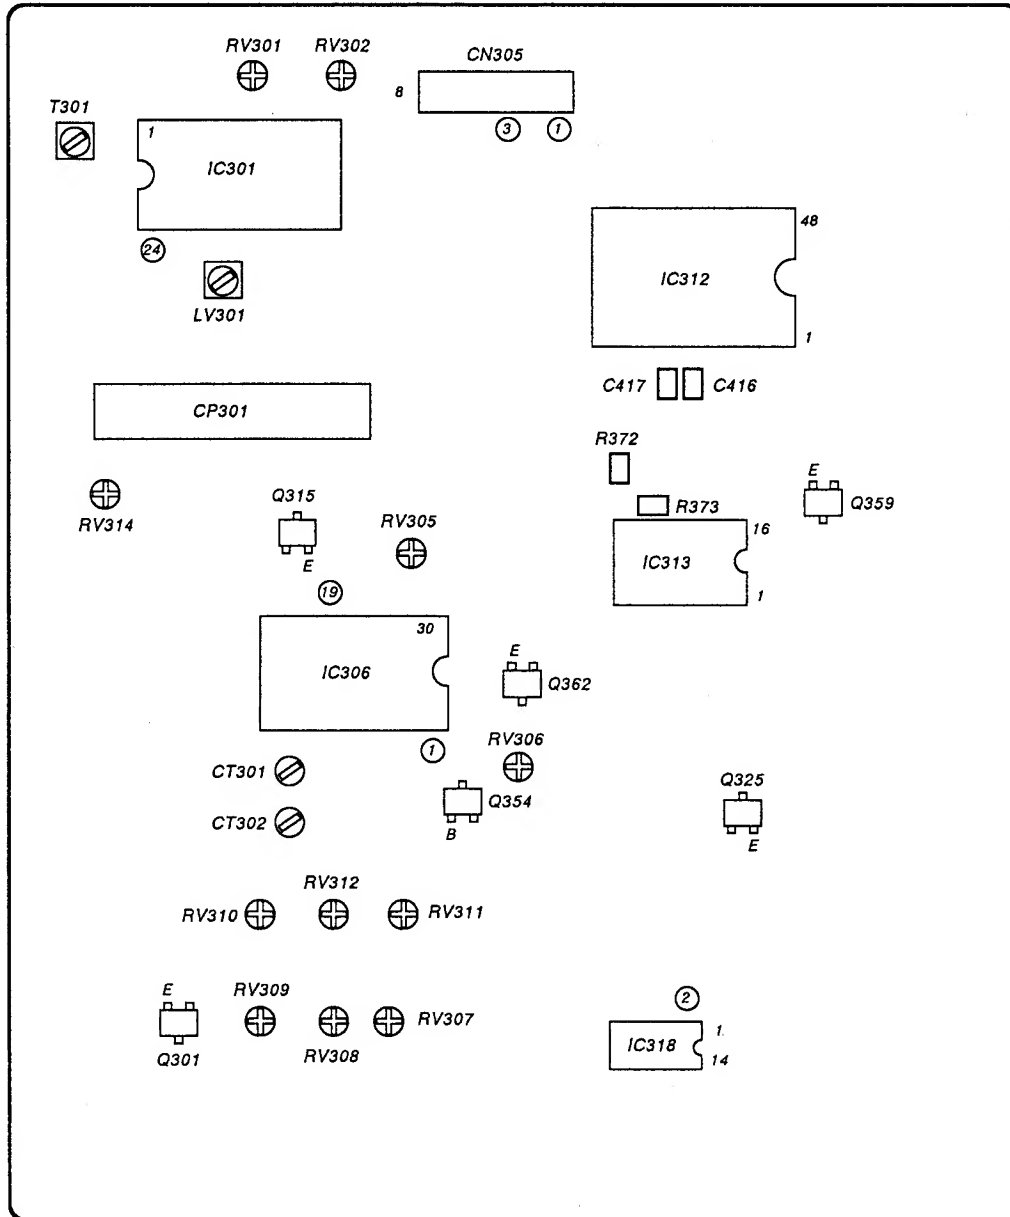 RV301 RV302
CN305
8
T301
1
3 1
IC301
48
24
IC312
LV301
1
C417 C416
CP301
R372
E
Q315
R373 Q359
RV314
RV305
16
E
IC313
19
1
30
E
IC306
Q362
RV306
1
CT301
Q325
Q354
CT302
B
E
RV312
RV310 RV311
E RV309
2
1.
RV307
IC318
Q301 RV308
14